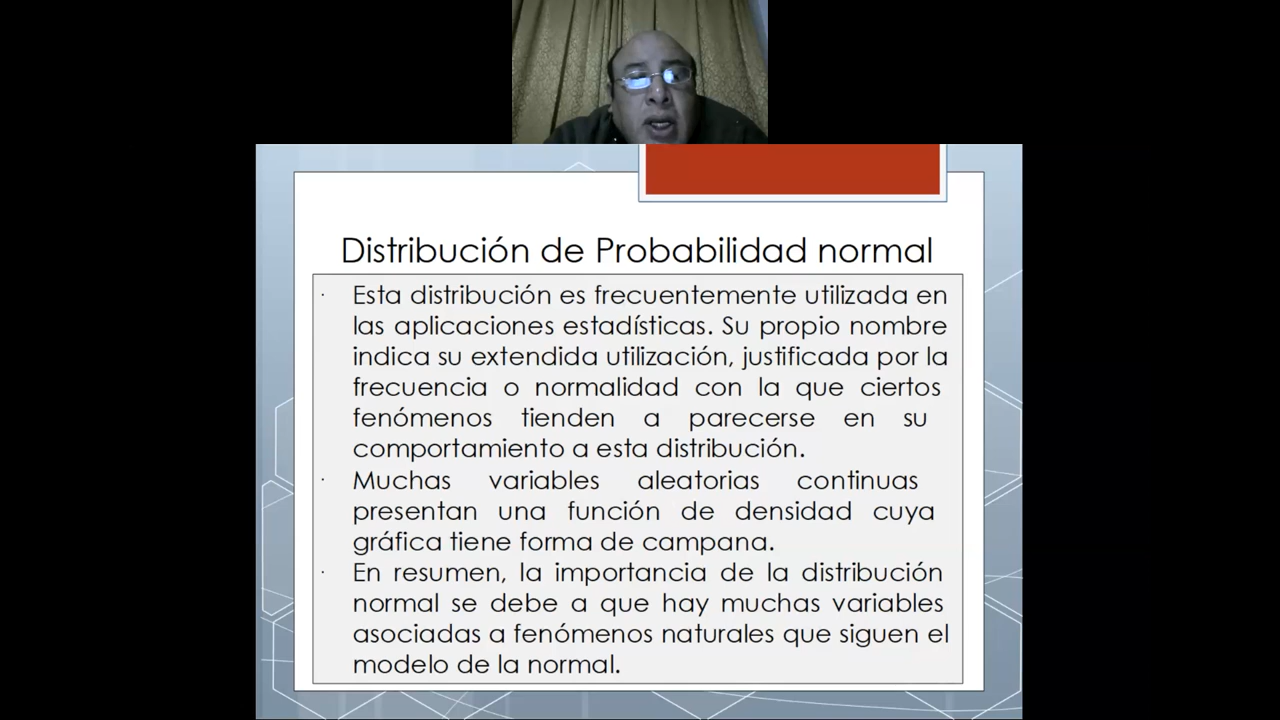 Distribución de Probabilidad normal
· Esta distribución es frecuentemente utilizada en
las aplicaciones estadísticas. Su propio nombre
indica su extendida utilización, justificada por la
frecuencia o normalidad con la que ciertos
fenómenos tienden a parecerse en su
comportamiento a esta distribución.
· Muchas variables aleatorias continuas
presentan una función de densidad cuya
gráfica tiene forma de campana.
· En resumen, la importancia de la distribución
normal se debe a que hay muchas variables
asociadas a fenómenos naturales que siguen el
modelo de la normal.